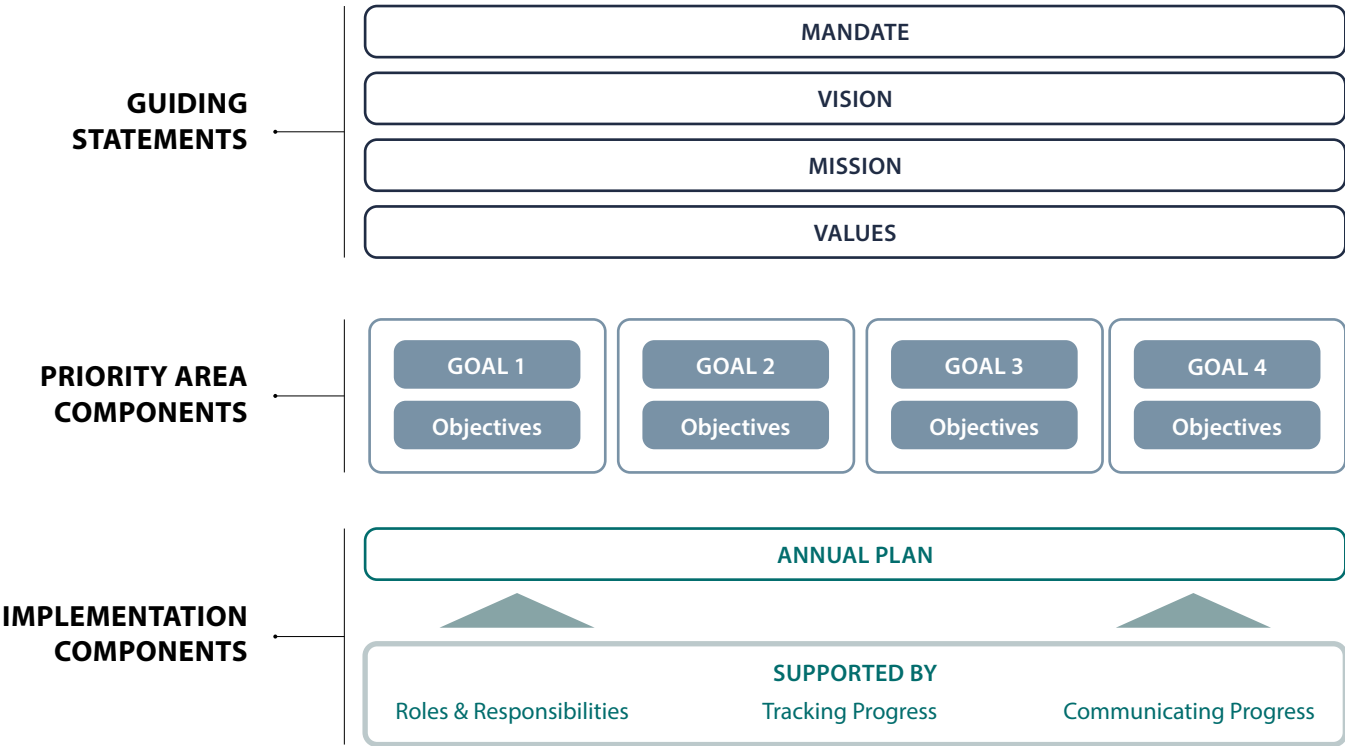 GUIDING
STATEMENTS
MANDATE
VISION
MISSION
VALUES
PRIORITY AREA
COMPONENTS
GOAL 1
Objectives
GOAL 2
Objectives
GOAL 3
Objectives
GOAL 4
Objectives
IMPLEMENTATION
COMPONENTS
ANNUAL PLAN
SUPPORTED BY
Roles & Responsibilities
Tracking Progress
Communicating Progress